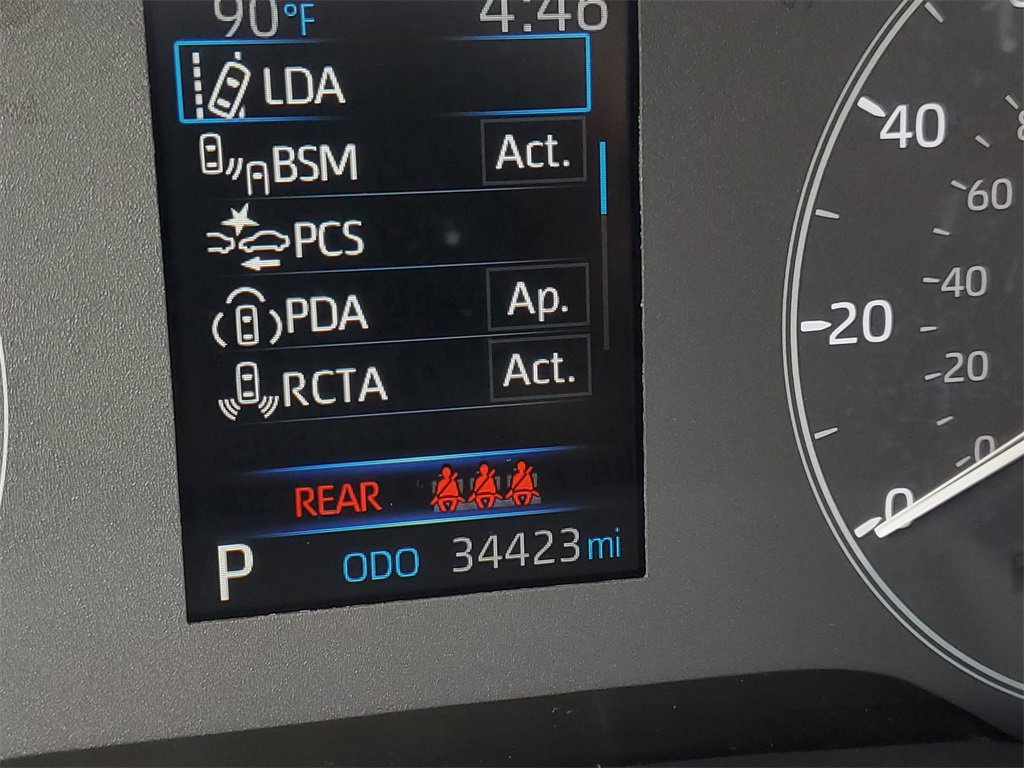 90°F 4:46
LDA
BSM Act.
PCS
PDA Ap.
RCTA Act.
REAR
P ODO 34423 mi
40
20
0
60
40
20
0